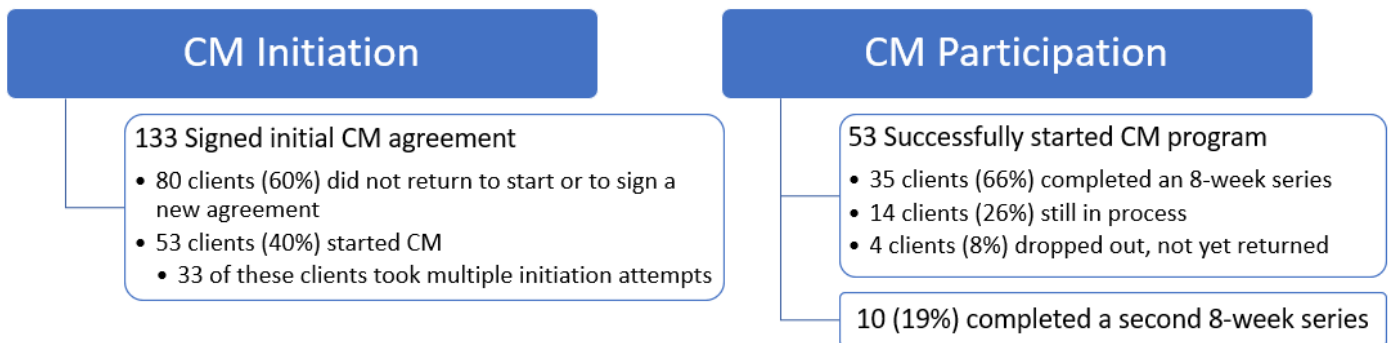 CM Initiation
133 Signed initial CM agreement
• 80 clients (60%) did not return to start or to sign a
new agreement
• 53 clients (40%) started CM
• 33 of these clients took multiple initiation attempts
CM Participation
53 Successfully started CM program
• 35 clients (66%) completed an 8-week series
• 14 clients (26%) still in process
• 4 clients (8%) dropped out, not yet returned
10 (19%) completed a second 8-week series